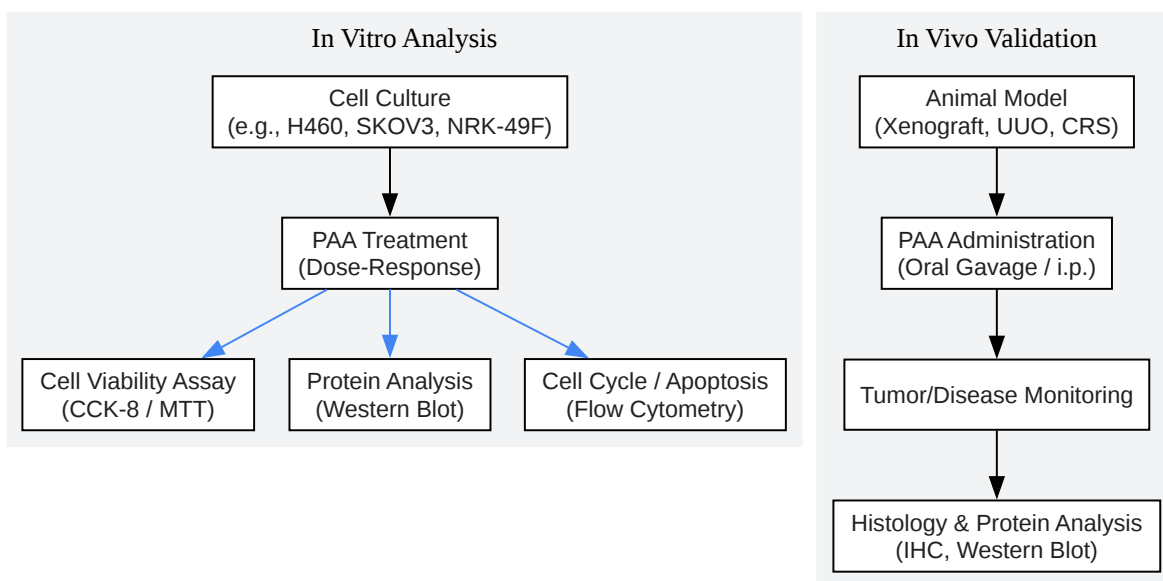 In Vitro Analysis
Cell Culture
(e.g., H460, SKOV3, NRK-49F)
PAA Treatment
(Dose-Response)
Cell Viability Assay
(CCK-8 / MTT)
Protein Analysis
(Western Blot)
Cell Cycle / Apoptosis
(Flow Cytometry)
In Vivo Validation
Animal Model
(Xenograft, UUO, CRS)
PAA Administration
(Oral Gavage / i.p.)
Tumor/Disease Monitoring
Histology & Protein Analysis
(IHC, Western Blot)